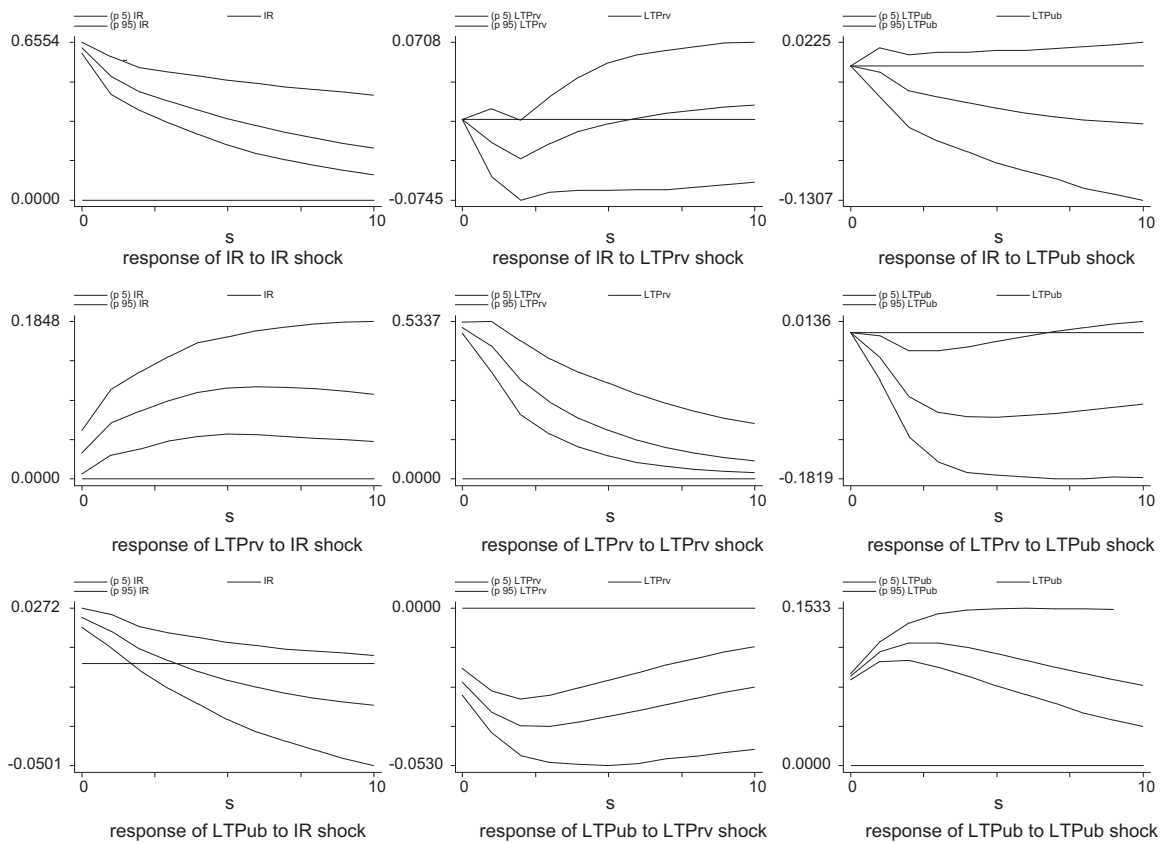 (p 5) IR IR
(p 95) IR
0.6554
0.0000
0 10
s
response of IR to IR shock
(p 5) LTPrv LTPrv
(p 95) LTPrv
0.0708
-0.0745
0 10
s
response of IR to LTPrv shock
(p 5) LTPub LTPub
(p 95) LTPub
0.0225
-0.1307
0 10
s
response of IR to LTPub shock
(p 5) IR IR
(p 95) IR
0.1848
0.0000
0 10
s
response of LTPrv to IR shock
(p 5) LTPrv LTPrv
(p 95) LTPrv
0.5337
0.0000
0 10
s
response of LTPrv to LTPrv shock
(p 5) LTPub LTPub
(p 95) LTPub
0.0136
-0.1819
0 10
s
response of LTPrv to LTPub shock
(p 5) IR IR
(p 95) IR
0.0272
-0.0501
0 10
s
response of LTPub to IR shock
(p 5) LTPrv LTPrv
(p 95) LTPrv
0.0000
-0.0530
0 10
s
response of LTPub to LTPrv shock
(p 5) LTPub LTPub
(p 95) LTPub
0.1533
0.0000
0 10
s
response of LTPub to LTPub shock